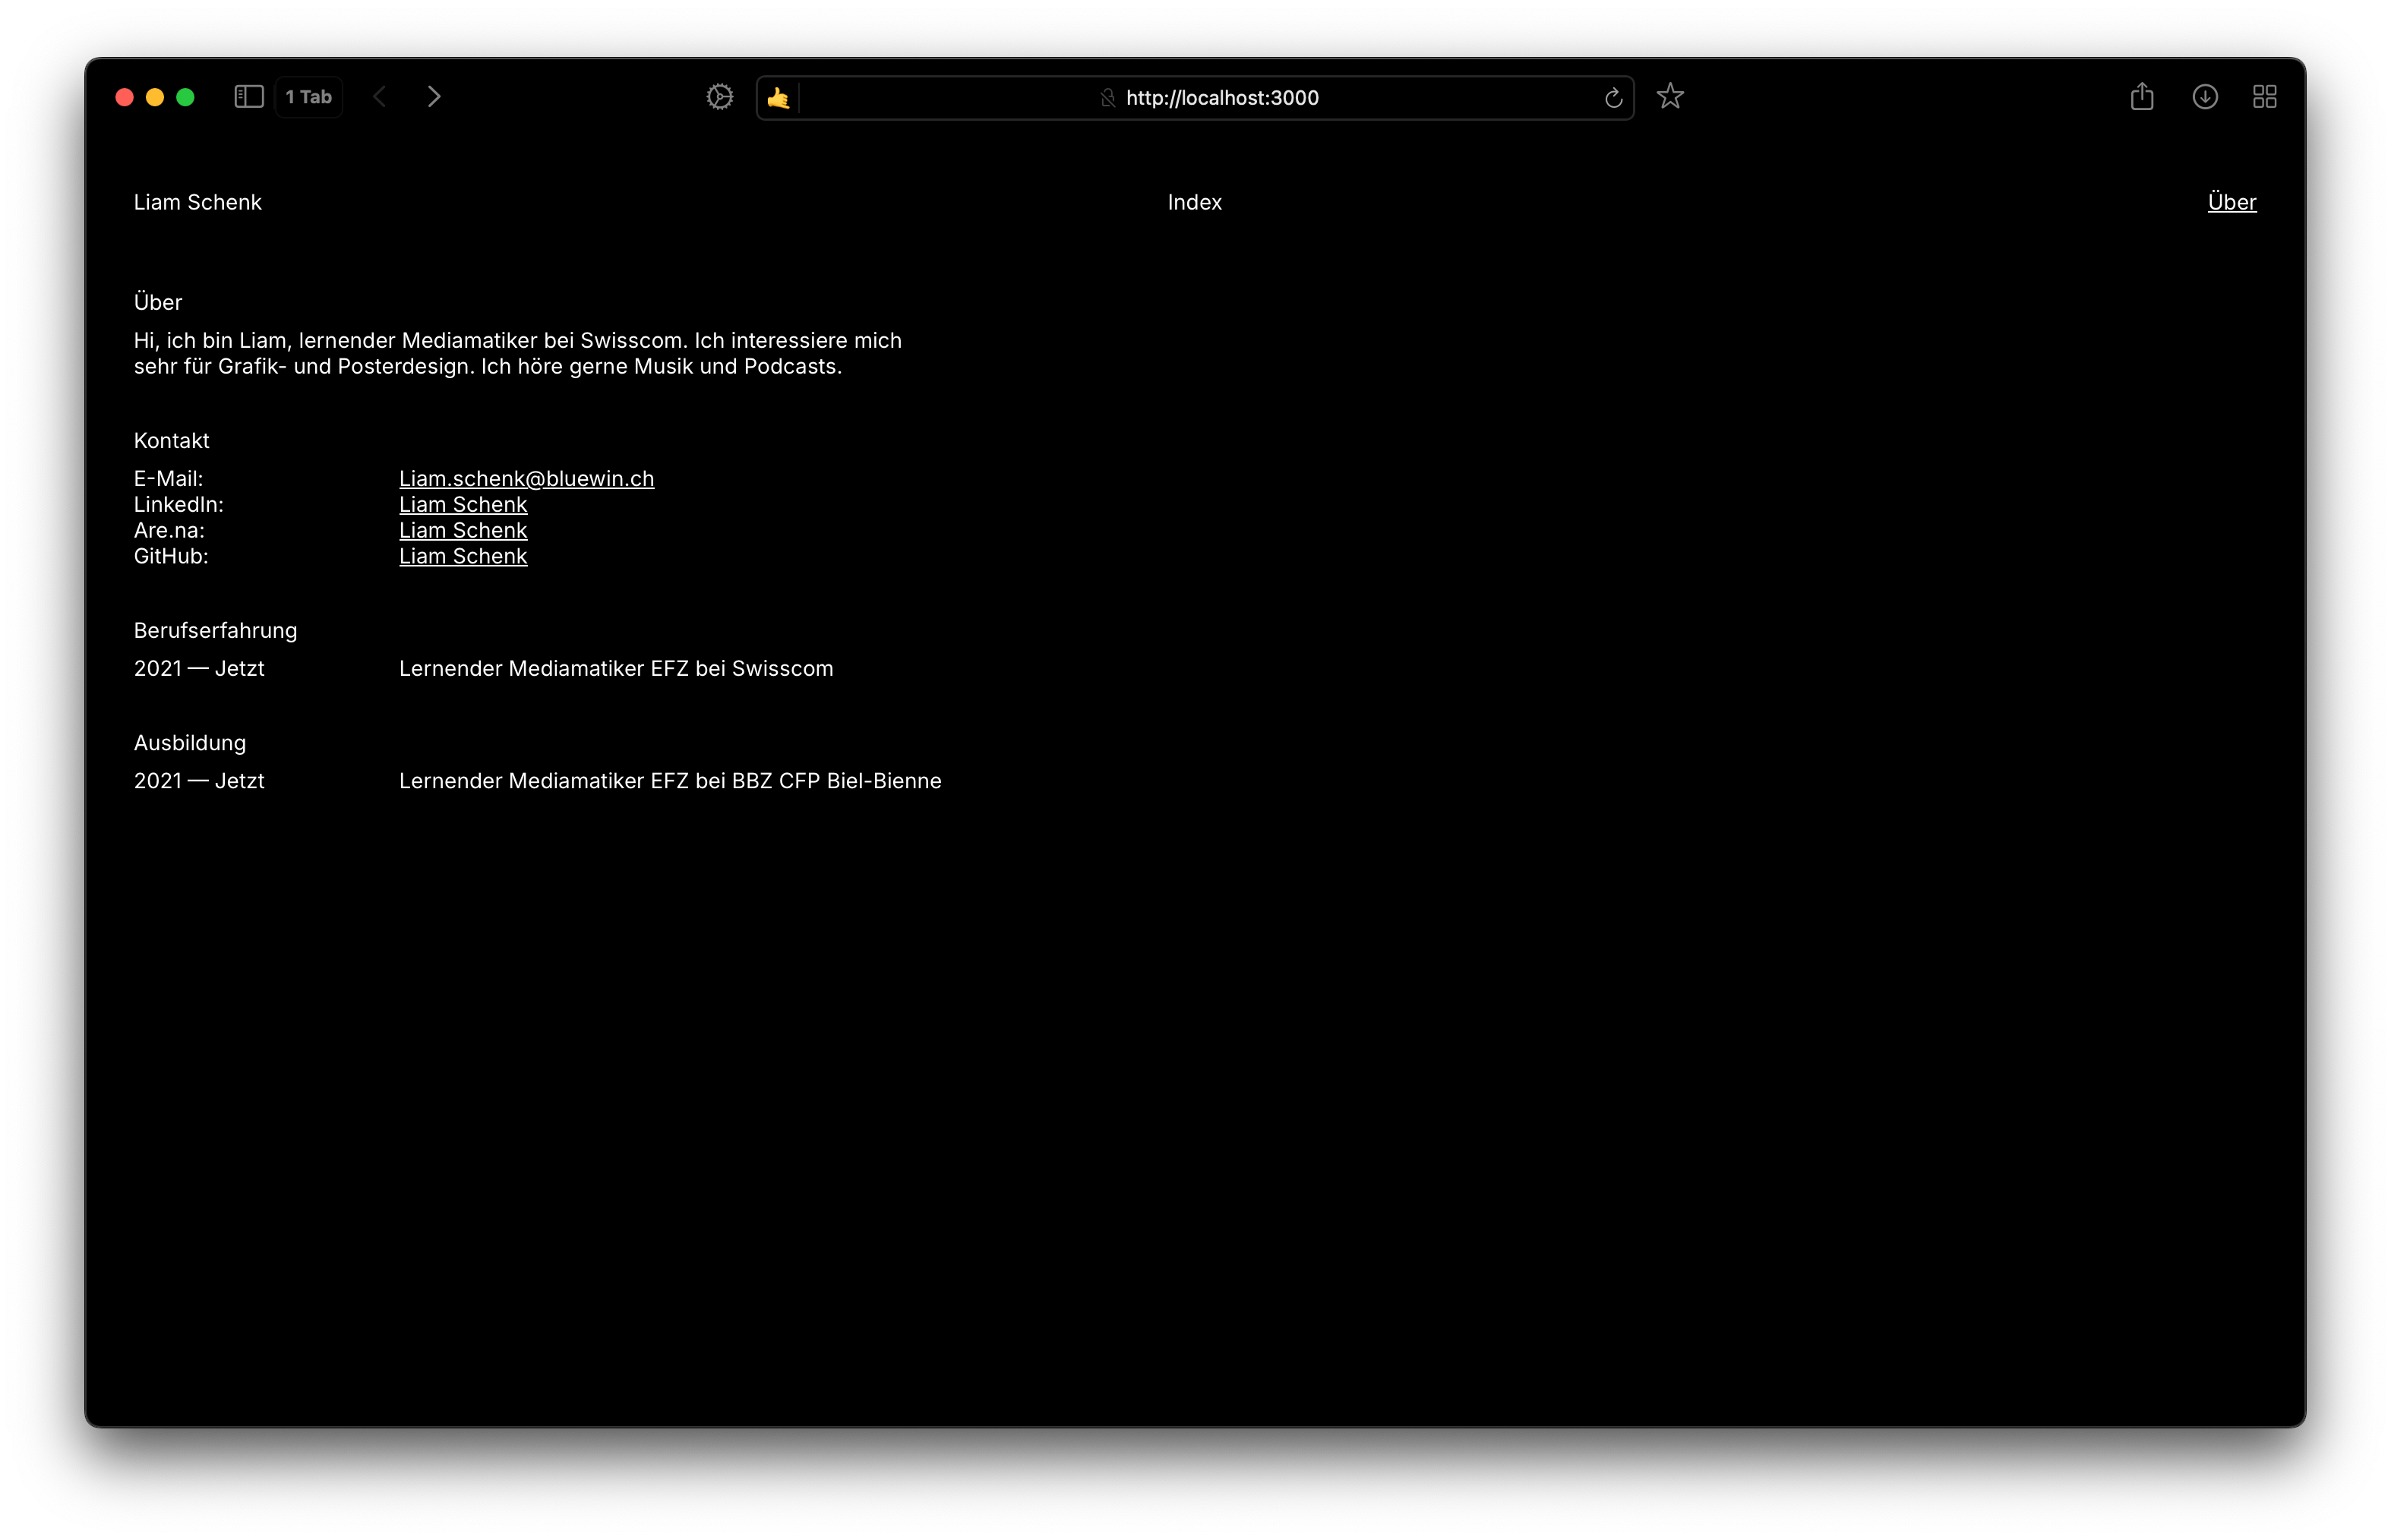 1 Tab
http://localhost:3000
Liam Schenk Index Über
Über
Hi, ich bin Liam, lernender Mediamatiker bei Swisscom. Ich interessiere mich
sehr für Grafik- und Posterdesign. Ich höre gerne Musik und Podcasts.
Kontakt
E-Mail: Liam.schenk@bluewin.ch
LinkedIn: Liam Schenk
Are.na: Liam Schenk
GitHub: Liam Schenk
Berufserfahrung
2021 — Jetzt Lernender Mediamatiker EFZ bei Swisscom
Ausbildung
2021 — Jetzt Lernender Mediamatiker EFZ bei BBZ CFP Biel-Bienne